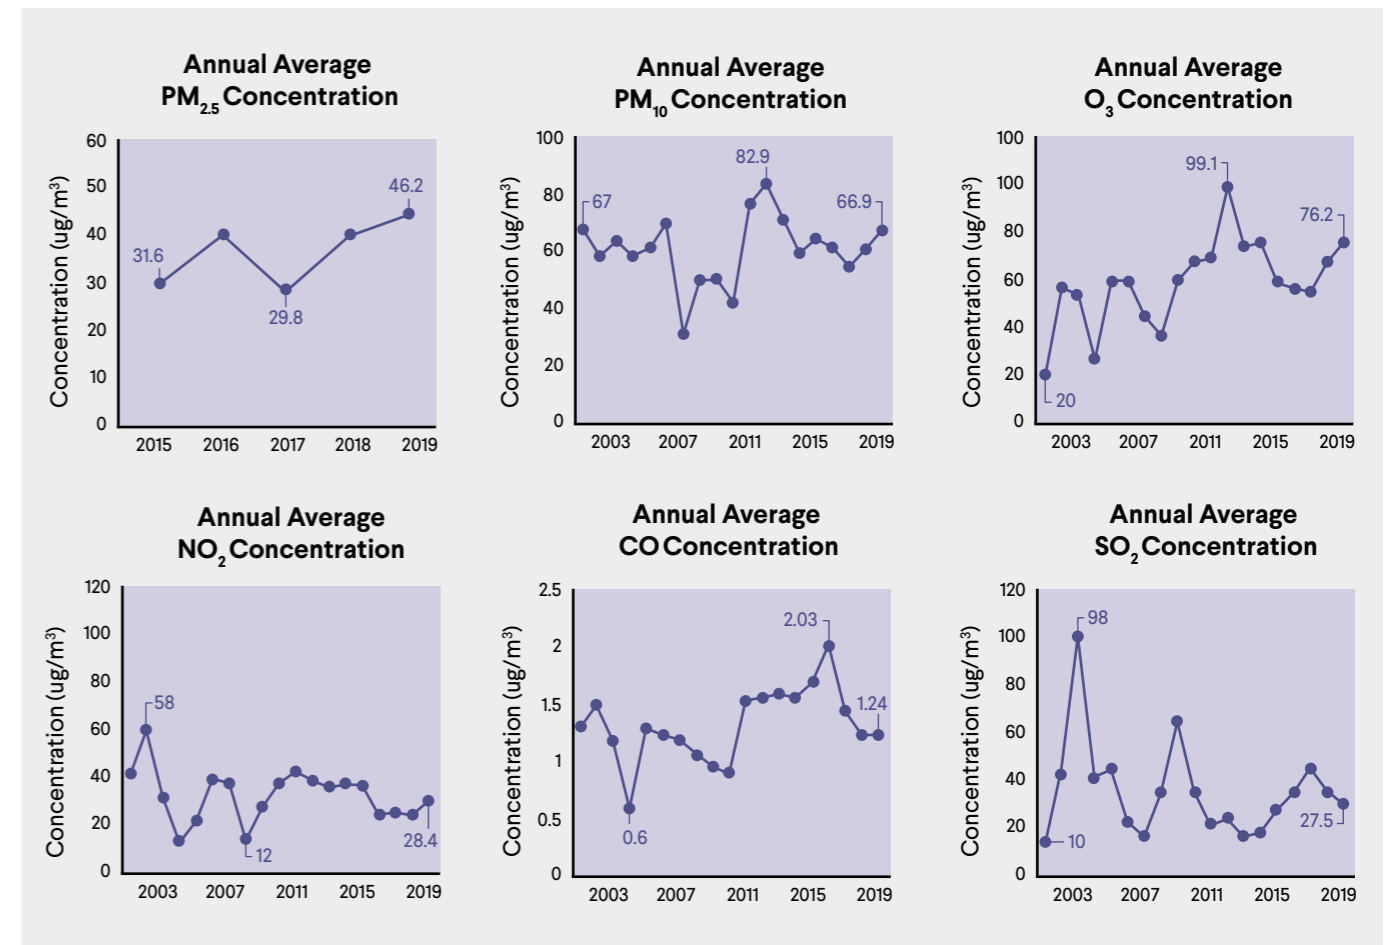 Annual Average
PM2.5 Concentration
Concentration (ug/m³)
60
50
40
30
20
10
0
31.6
29.8
46.2
2015 2016 2017 2018 2019
Annual Average
PM10 Concentration
Concentration (ug/m³)
100
80
60
40
20
0
67
82.9
66.9
2003 2007 2011 2015 2019
Annual Average
O3 Concentration
Concentration (ug/m³)
100
100
80
60
40
20
0
20
99.1
76.2
2003 2007 2011 2015 2019
Annual Average
NO2 Concentration
Concentration (ug/m³)
120
100
80
60
40
20
0
58
12
28.4
2003 2007 2011 2015 2019
Annual Average
CO Concentration
Concentration (ug/m³)
2.5
2
1.5
1
0.5
0
0.6
2.03
1.24
2003 2007 2011 2015 2019
Annual Average
SO2 Concentration
Concentration (ug/m³)
120
100
80
60
40
20
0
98
10
27.5
2003 2007 2011 2015 2019